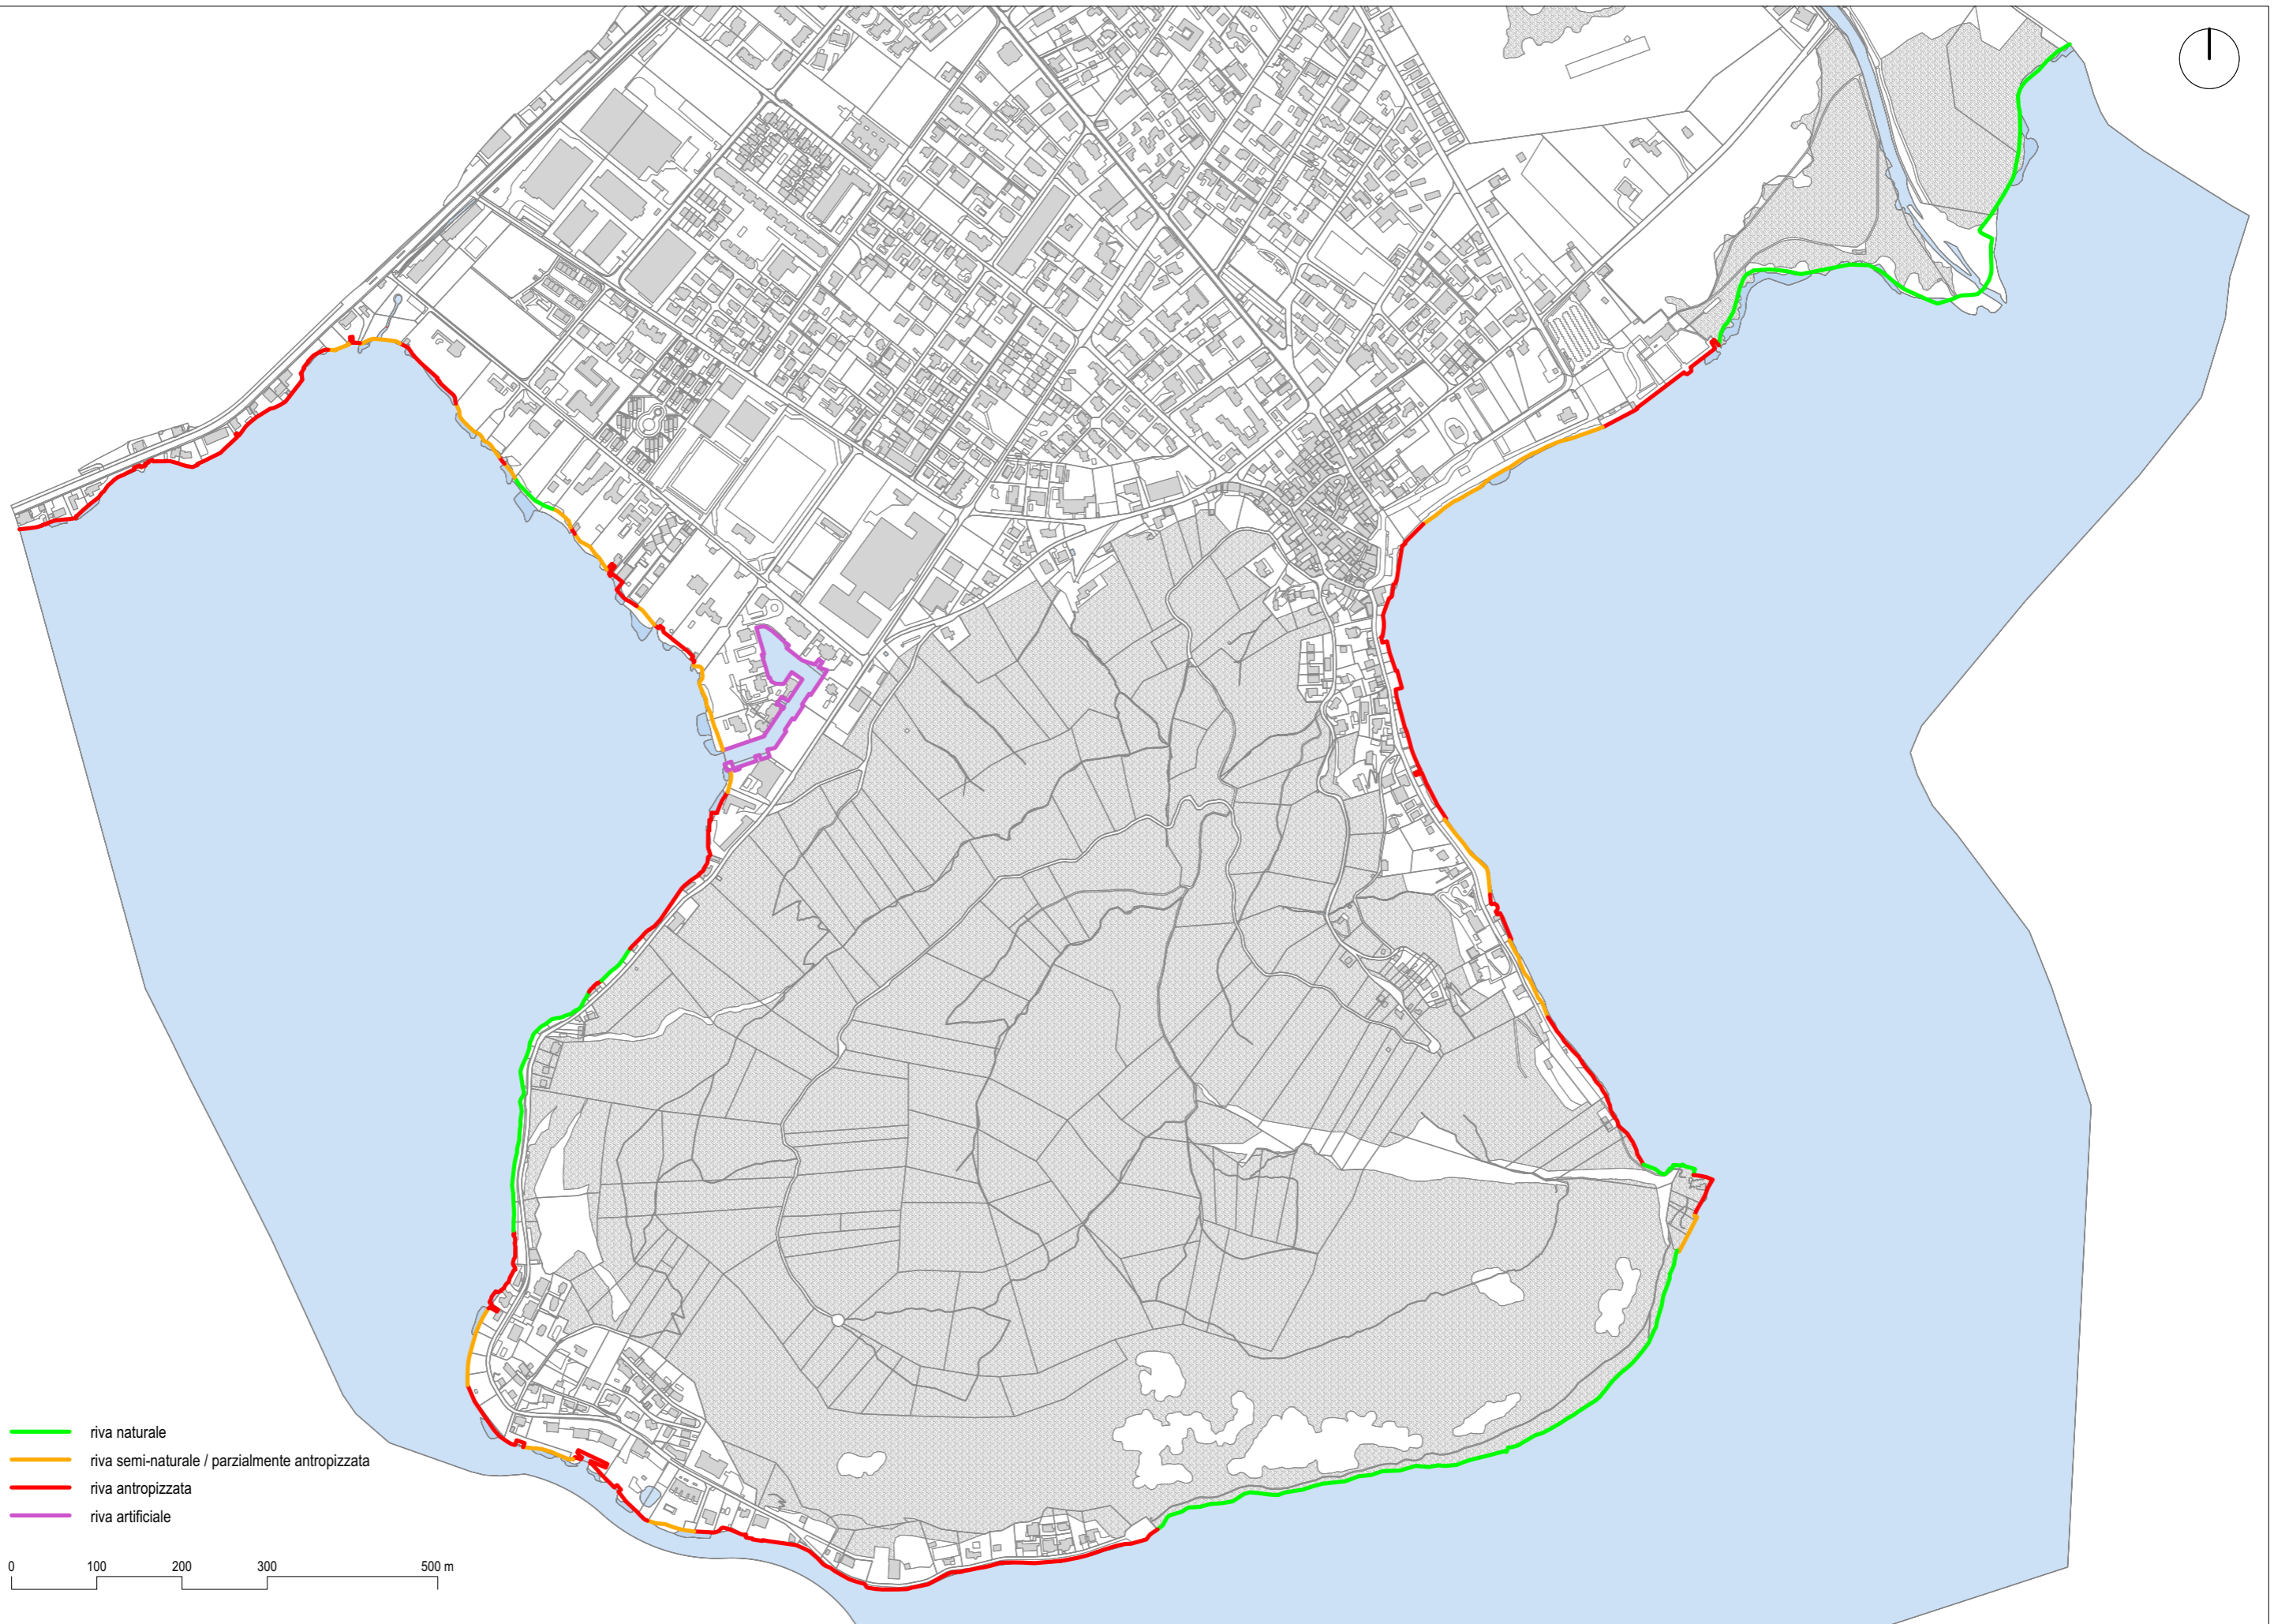 riva naturale
riva semi-naturale / parzialmente antropizzata
riva antropizzata
riva artificiale
0 100 200 300 500 m